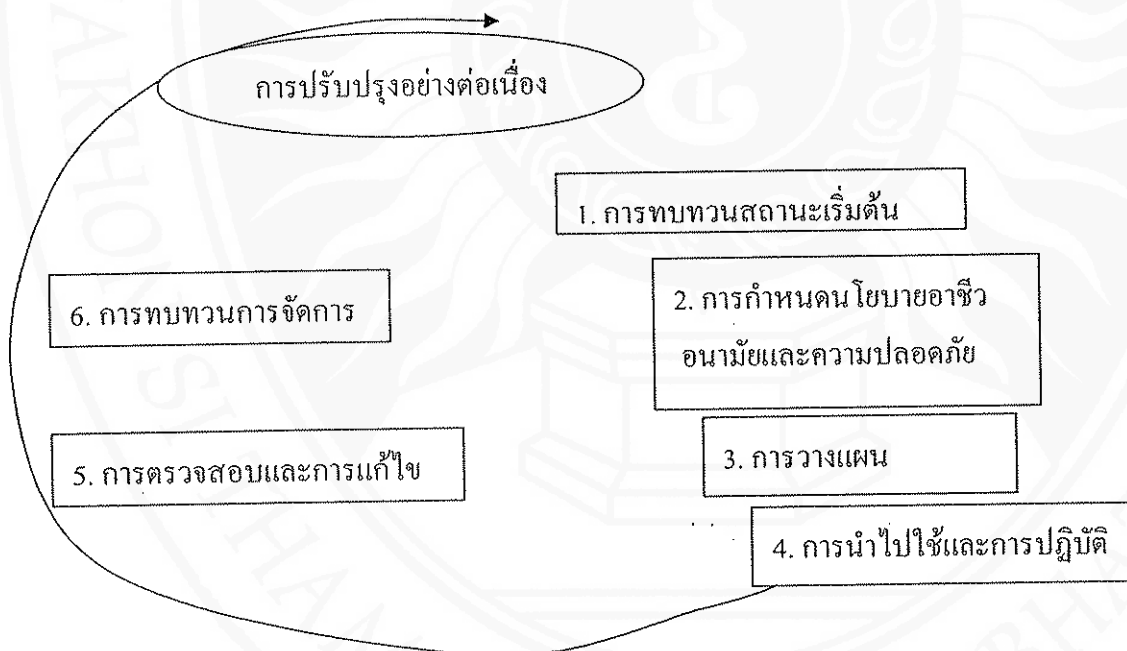 การปรับปรุงอย่างต่อเนื่อง
1. การทบทวนสถานะเริ่มต้น
2. การกำหนดนโยบายอาชีว
อนามัยและความปลอดภัย
3. การวางแผน
4. การนำไปใช้และการปฏิบัติ
5. การตรวจสอบและการแก้ไข
6. การทบทวนการจัดการ